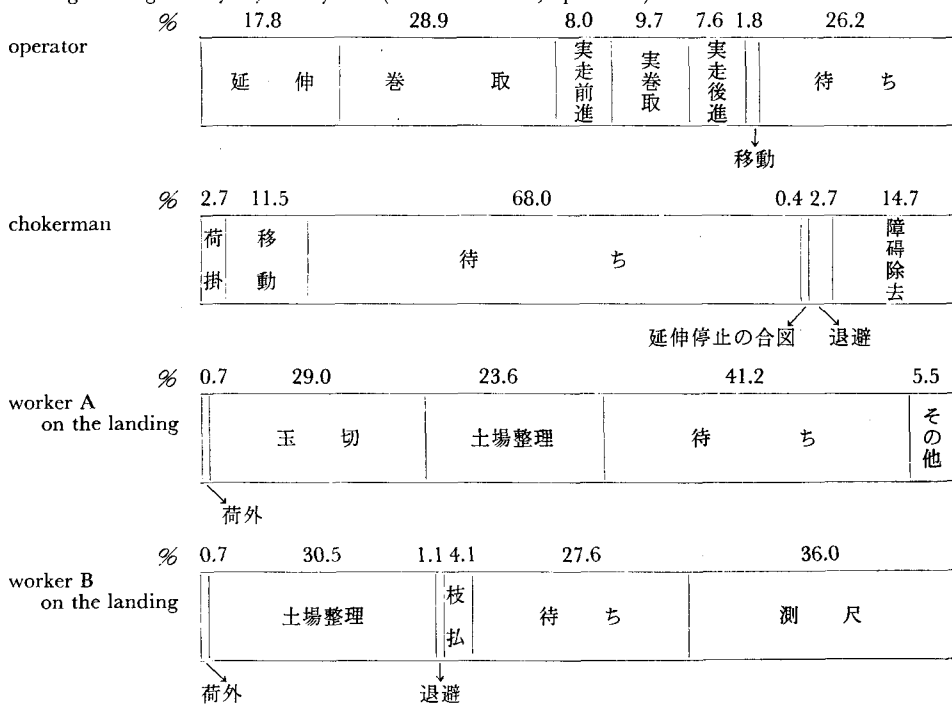 % 17.8 28.9 8.0 9.7 7.6 1.8 26.2
operator
延伸 巻取 実走前進 実巻取 実走後進 待ち
移動
% 2.7 11.5 68.0 0.4 2.7 14.7
chokerman
荷掛 移動 待ち 障碍除去
延伸停止の合図 退避
% 0.7 29.0 23.6 41.2 5.5
worker A
on the landing
玉切 土場整理 待ち その他
荷外
% 0.7 30.5 1.1 4.1 27.6 36.0
worker B
on the landing
土場整理 枝払 待ち 測尺
荷外 退避